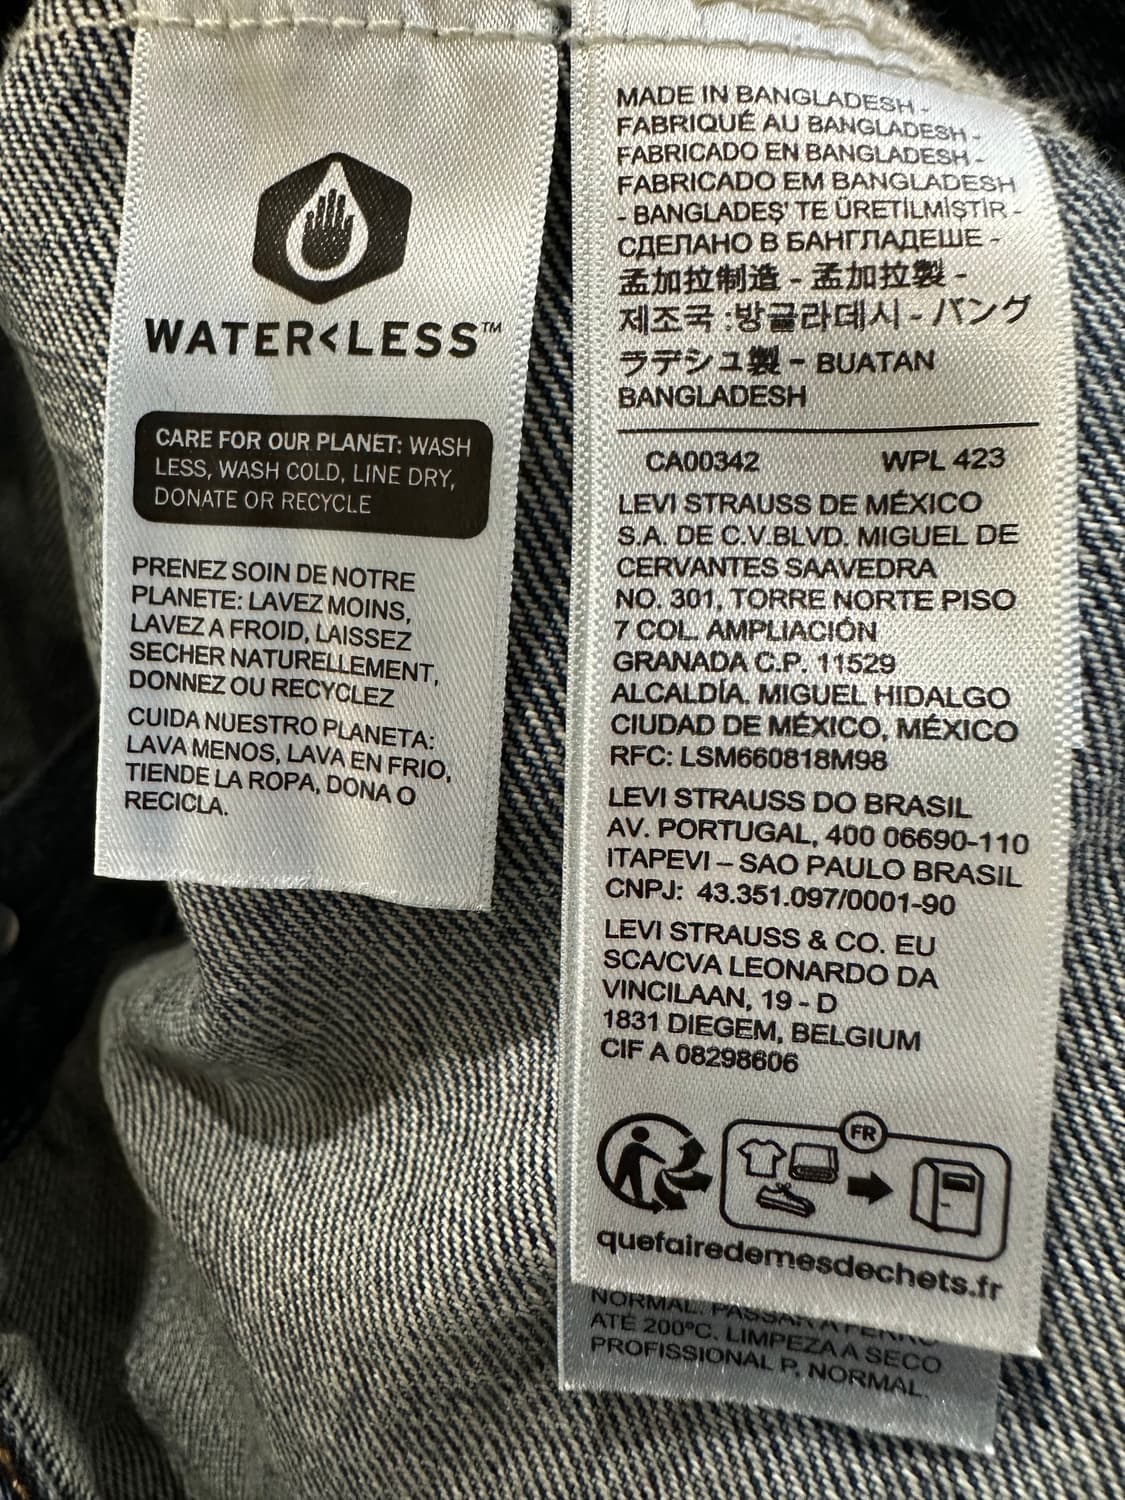 WATER<LESS™
CARE FOR OUR PLANET: WASH
LESS, WASH COLD, LINE DRY,
DONATE OR RECYCLE
PRENEZ SOIN DE NOTRE
PLANETE: LAVEZ MOINS,
LAVEZ A FROID, LAISSEZ
SECHER NATURELLEMENT,
DONNEZ OU RECYCLEZ
CUIDA NUESTRO PLANETA:
LAVA MENOS, LAVA EN FRIO,
TIENDE LA ROPA, DONA O
RECICLA.
MADE IN BANGLADESH -
FABRIQUÉ AU BANGLADESH -
FABRICADO EN BANGLADESH -
FABRICADO EM BANGLADESH
- BANGLADEŞ' TE ÜRETİLMİŞTİR -
СДЕЛАНО В БАНГЛАДЕШЕ -
孟加拉制造 - 孟加拉製 -
제조국 :방글라데시 - バング
ラデシュ製 - BUATAN
BANGLADESH
CA00342 WPL 423
LEVI STRAUSS DE MÉXICO
S.A. DE C.V.BLVD. MIGUEL DE
CERVANTES SAAVEDRA
NO. 301, TORRE NORTE PISO
7 COL. AMPLIACIÓN
GRANADA C.P. 11529
ALCALDÍA. MIGUEL HIDALGO
CIUDAD DE MÉXICO, MÉXICO
RFC: LSM660818M98
LEVI STRAUSS DO BRASIL
AV. PORTUGAL, 400 06690-110
ITAPEVI – SAO PAULO BRASIL
CNPJ: 43.351.097/0001-90
LEVI STRAUSS & CO. EU
SCA/CVA LEONARDO DA
VINCILAAN, 19 - D
1831 DIEGEM, BELGIUM
CIF A 08298606
FR
quefairedemesdechets.fr
NORMAL. PASSAR A FERRO
ATÉ 200°C. LIMPEZA A SECO
PROFISSIONAL P, NORMAL.